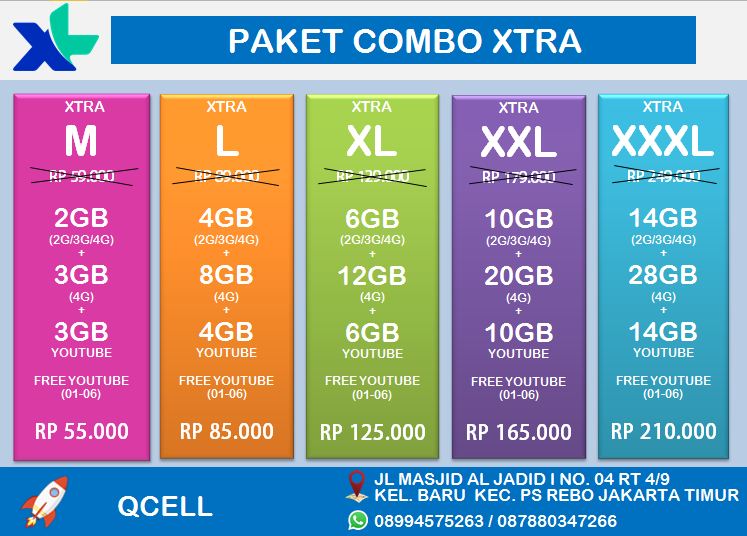 XL
PAKET COMBO XTRA
XTRA
M
RP 59.000
2GB
(2G/3G/4G)
+
3GB
(4G)
+
3GB
YOUTUBE
FREE YOUTUBE
(01-06)
RP 55.000
XTRA
L
RP 89.000
4GB
(2G/3G/4G)
+
8GB
(4G)
+
4GB
YOUTUBE
FREE YOUTUBE
(01-06)
RP 85.000
XTRA
XL
RP 129.000
6GB
(2G/3G/4G)
+
12GB
(4G)
+
6GB
YOUTUBE
FREE YOUTUBE
(01-06)
RP 125.000
XTRA
XXL
RP 179.000
10GB
(2G/3G/4G)
+
20GB
(4G)
+
10GB
YOUTUBE
FREE YOUTUBE
(01-06)
RP 165.000
XTRA
XXXL
RP 249.000
14GB
(2G/3G/4G)
+
28GB
(4G)
+
14GB
YOUTUBE
FREE YOUTUBE
(01-06)
RP 210.000
QCELL
JL MASJID AL JADID I NO. 04 RT 4/9
KEL. BARU KEC. PS REBO JAKARTA TIMUR
08994575263 / 087880347266